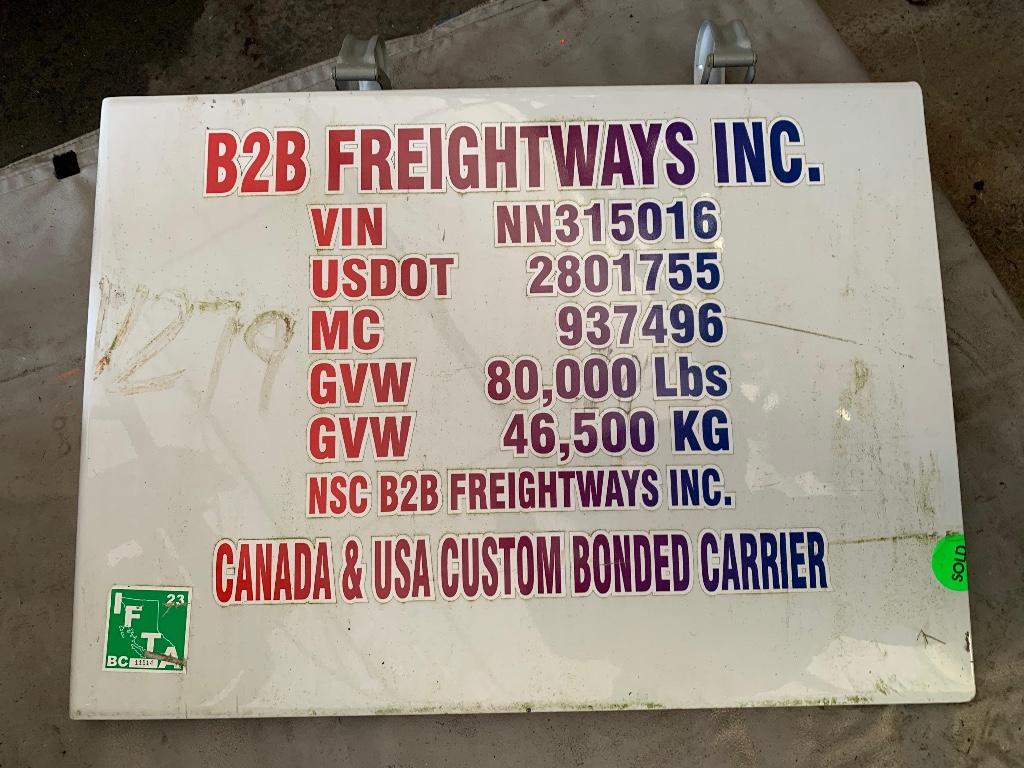 B2B FREIGHTWAYS INC.
VIN NN315016
USDOT 2801755
MC 937496
GVW 80,000 Lbs
GVW 46,500 KG
NSC B2B FREIGHTWAYS INC.
CANADA & USA CUSTOM BONDED CARRIER
SOLD
23
IFTA
BC 11514